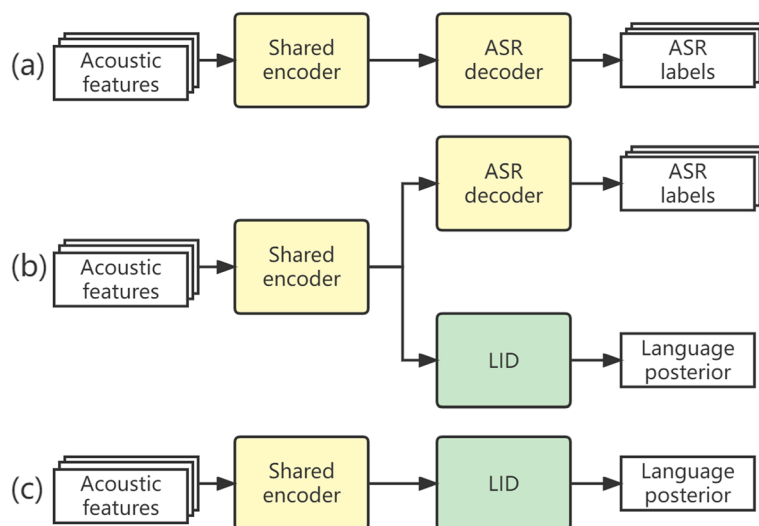 (a)
Acoustic
features
Shared
encoder
ASR
decoder
ASR
labels
(b)
Acoustic
features
Shared
encoder
ASR
decoder
ASR
labels
LID
Language
posterior
(c)
Acoustic
features
Shared
encoder
LID
Language
posterior